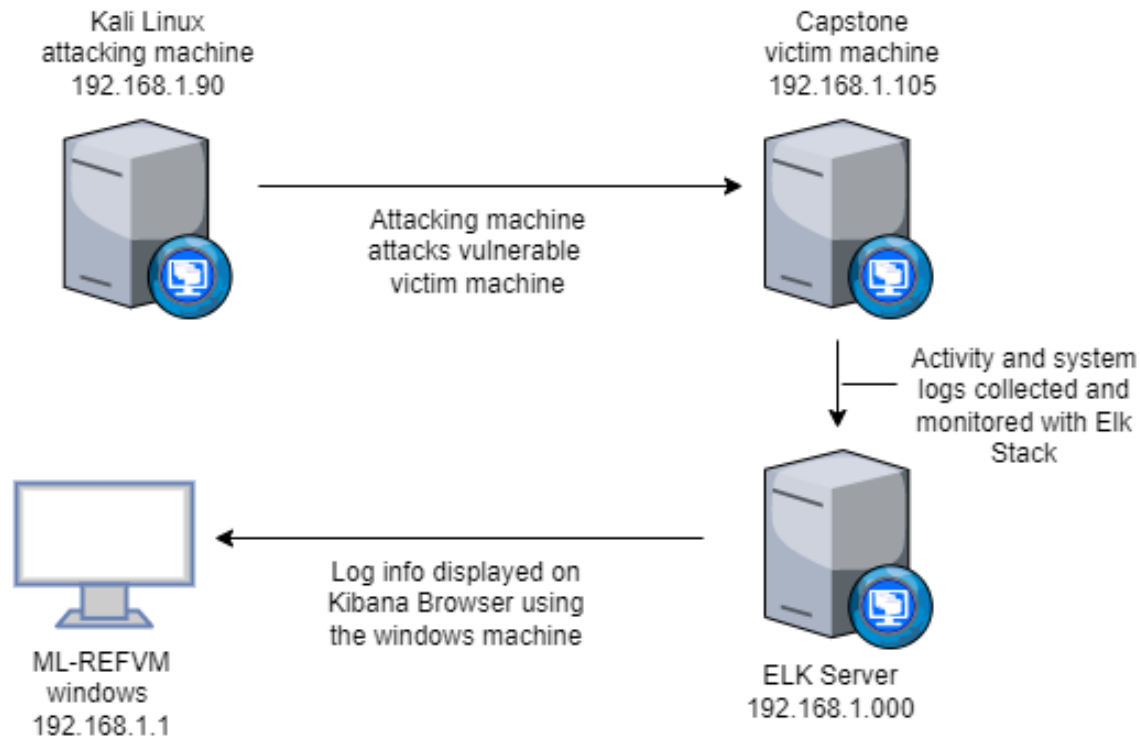 Kali Linux
attacking machine
192.168.1.90
Capstone
victim machine
192.168.1.105
Attacking machine
attacks vulnerable
victim machine
Activity and system
logs collected and
monitored with Elk
Stack
Log info displayed on
Kibana Browser using
the windows machine
ML-REFVM
windows
192.168.1.1
ELK Server
192.168.1.000